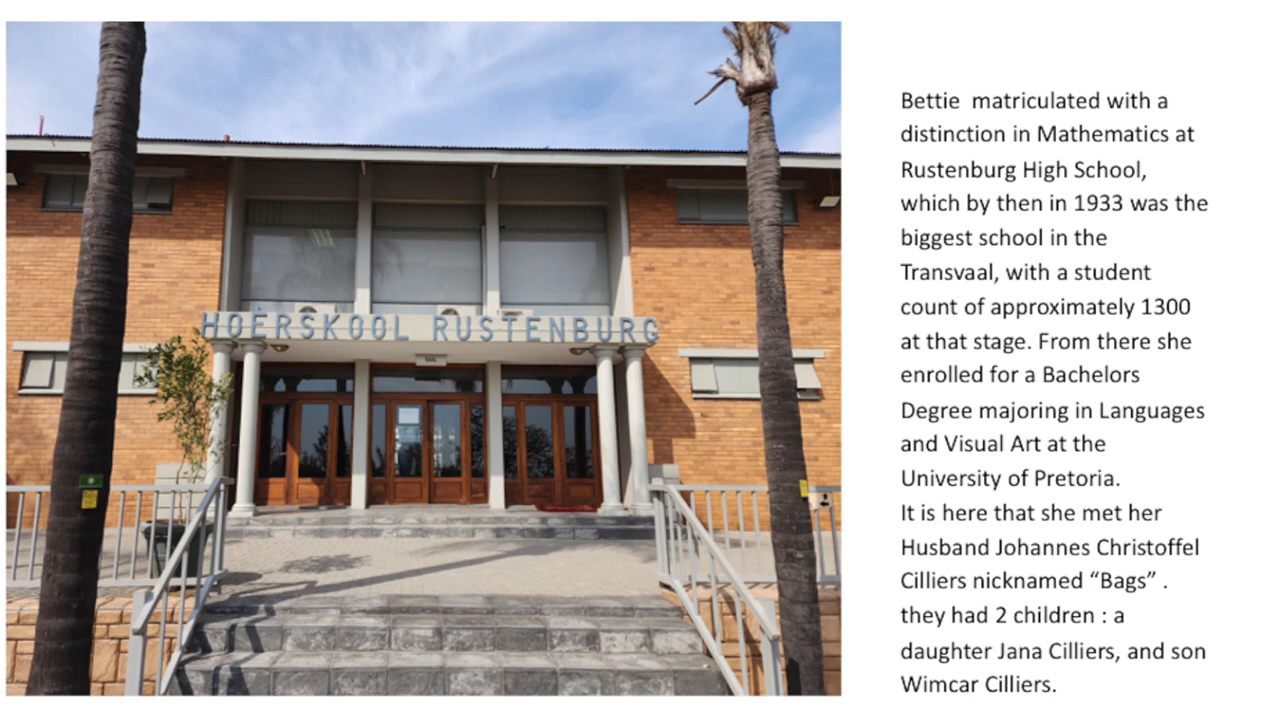 HOERSKOOL RUSTENBURG
Bettie matriculated with a
distinction in Mathematics at
Rustenburg High School,
which by then in 1933 was the
biggest school in the
Transvaal, with a student
count of approximately 1300
at that stage. From there she
enrolled for a Bachelors
Degree majoring in Languages
and Visual Art at the
University of Pretoria.
It is here that she met her
Husband Johannes Christoffel
Cilliers nicknamed “Bags” .
they had 2 children : a
daughter Jana Cilliers, and son
Wimcar Cilliers.